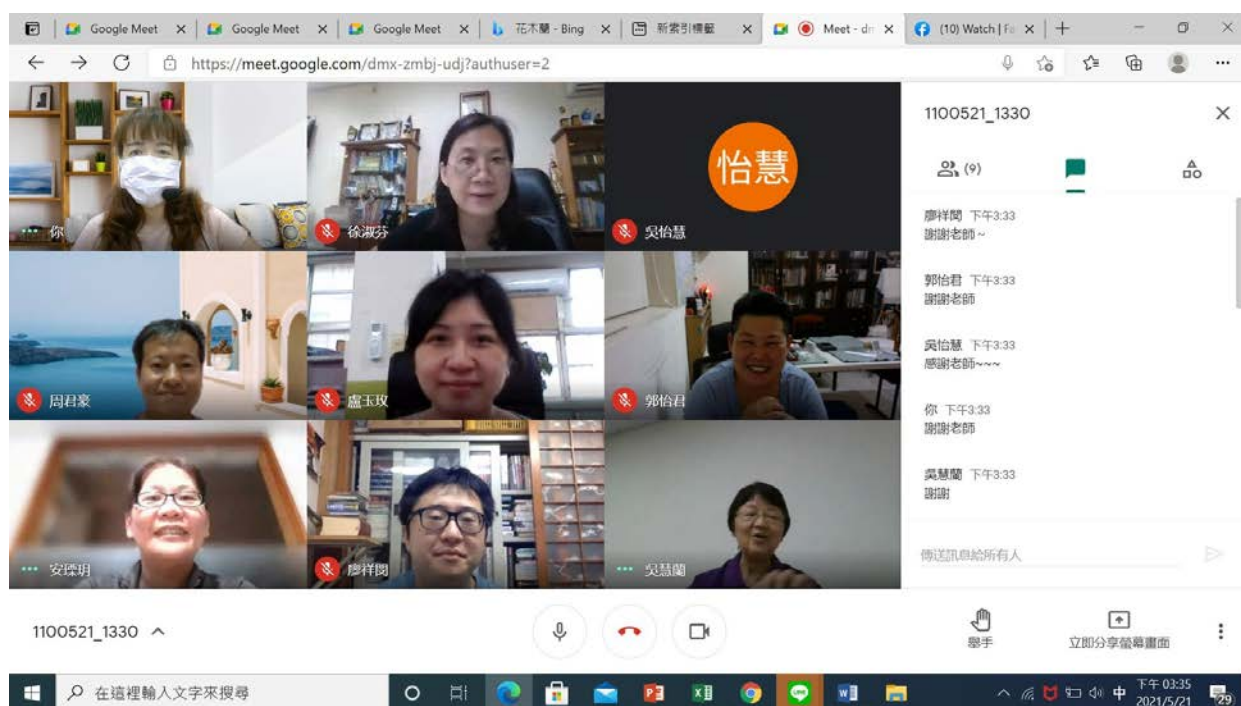 Google Meet
Google Meet
Google Meet
花木蘭 - Bing
新索引標籤
Meet - dm
(10) Watch | Fa
https://meet.google.com/dmx-zmbj-udj?authuser=2
你
徐淑芬
怡慧
吳怡慧
周君豪
盧玉玫
郭怡君
安瑮玥
廖祥閔
吳慧蘭
1100521_1330
(9)
廖祥閔 下午3:33
謝謝老師~
郭怡君 下午3:33
謝謝老師
吳怡慧 下午3:33
感謝老師~~~
你 下午3:33
謝謝老師
吳慧蘭 下午3:33
謝謝
傳送訊息給所有人
1100521_1330
舉手
立即分享螢幕畫面
在這裡輸入文字來搜尋
中
下午 03:35
2021/5/21
29